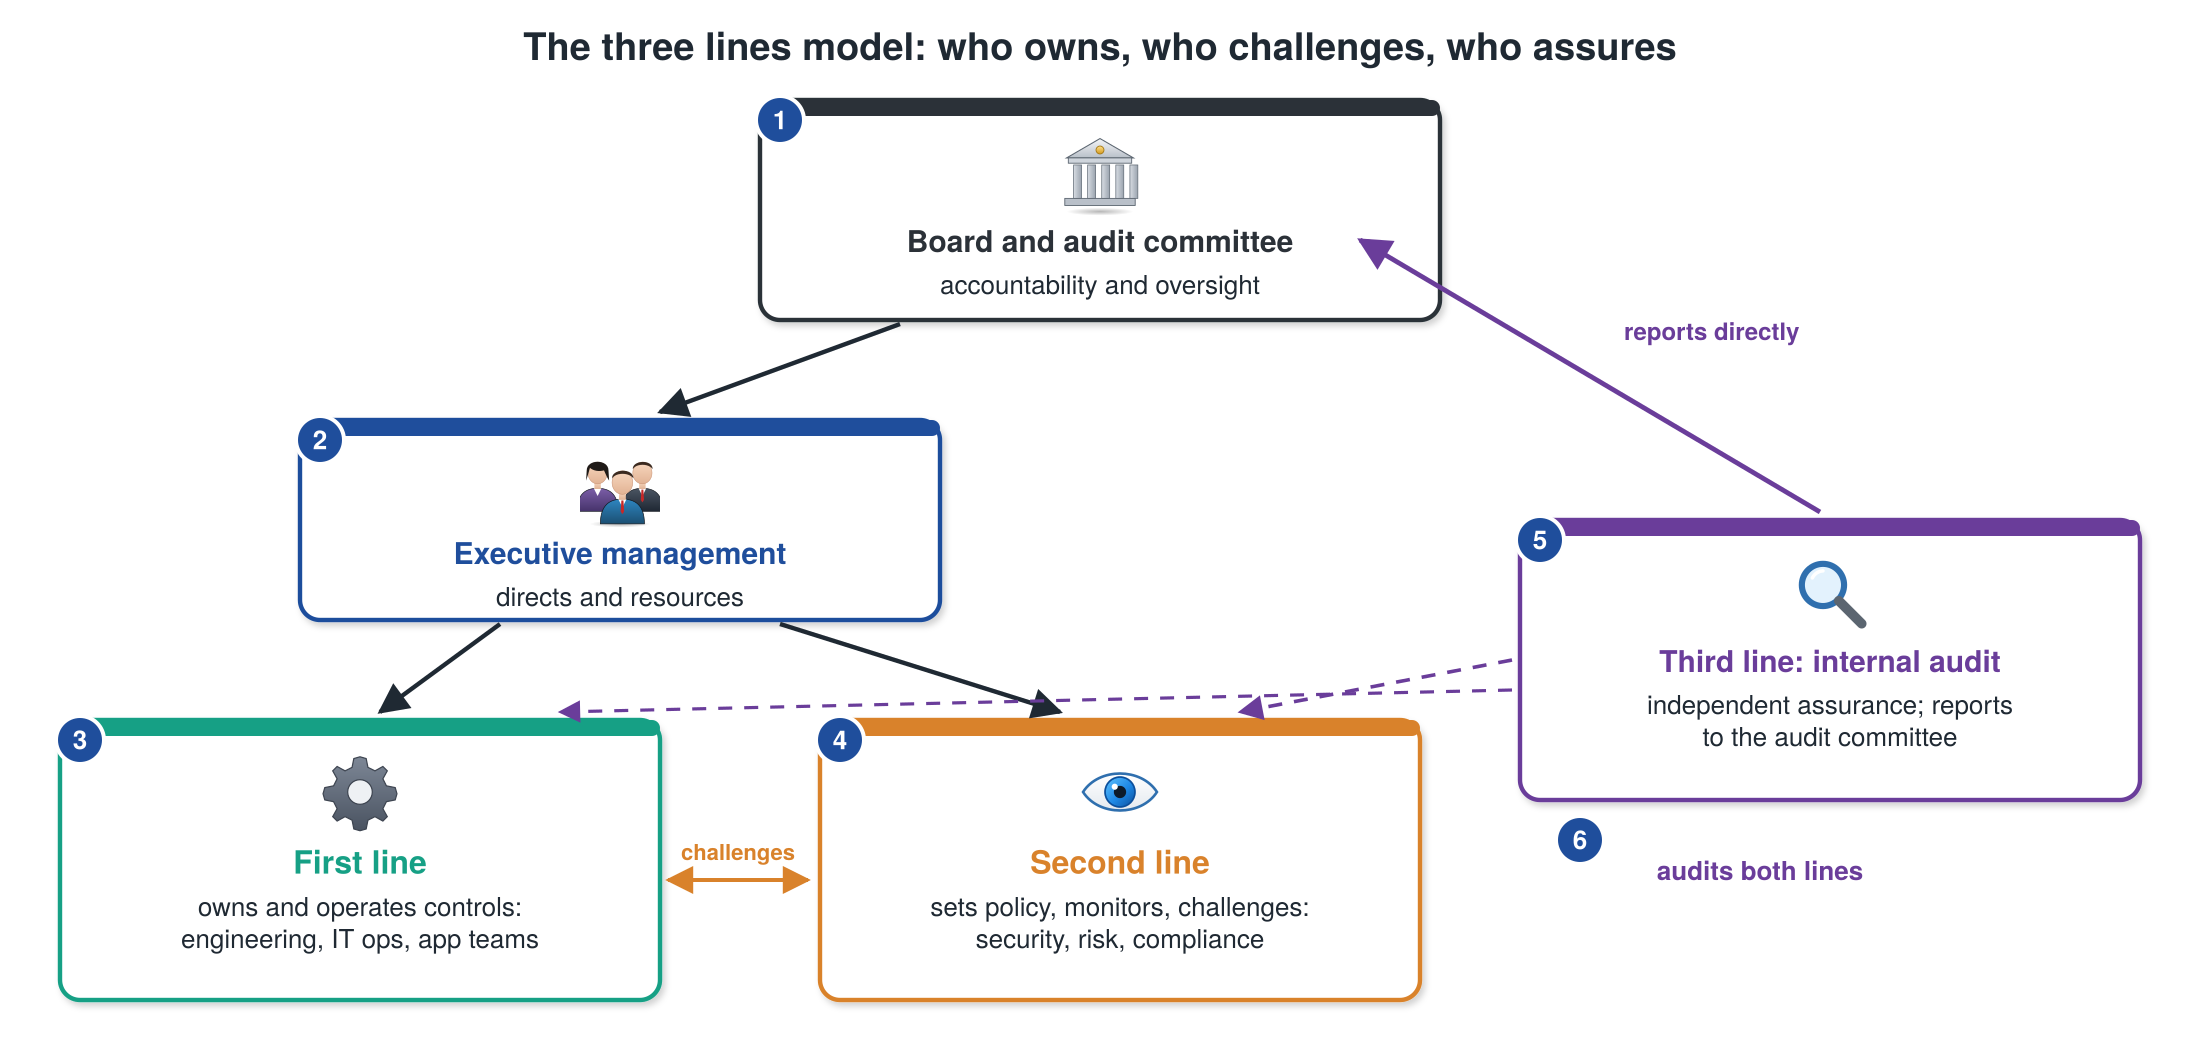 The three lines model: who owns, who challenges, who assures
1
Board and audit committee
accountability and oversight
reports directly
2
Executive management
directs and resources
5
Third line: internal audit
independent assurance; reports
to the audit committee
3
First line
owns and operates controls:
engineering, IT ops, app teams
challenges
4
Second line
sets policy, monitors, challenges:
security, risk, compliance
6
audits both lines